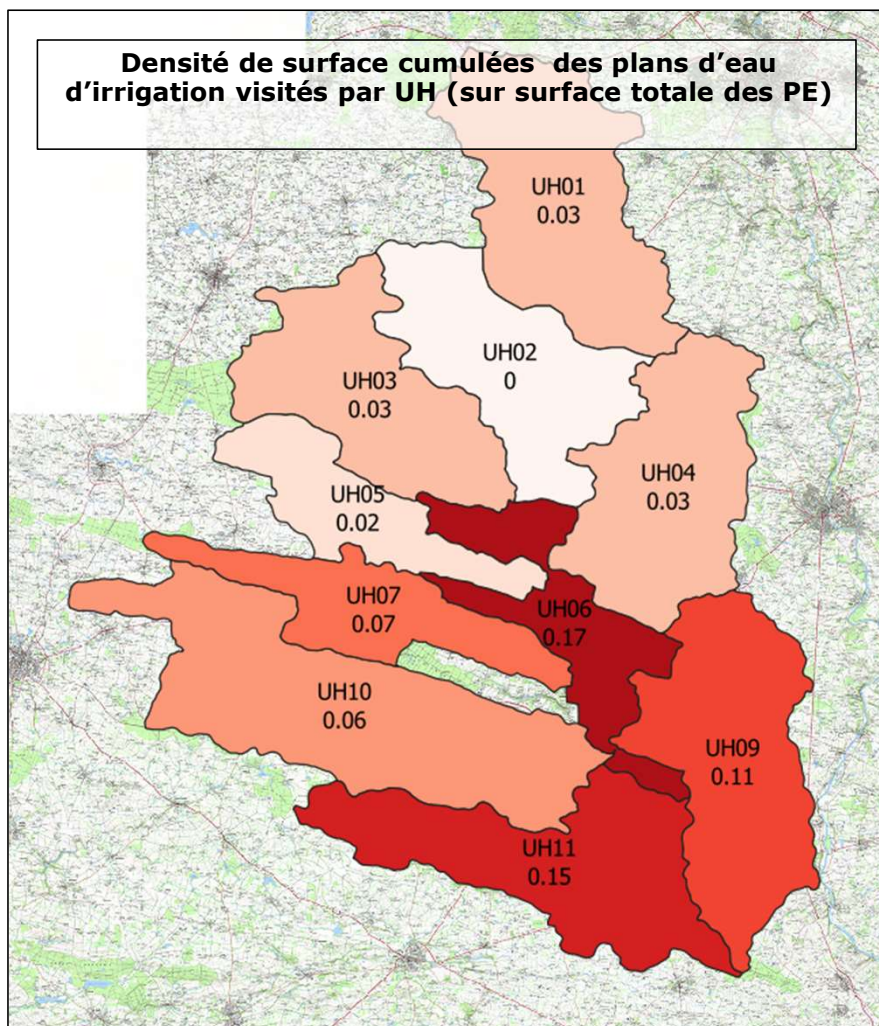 Densité de surface cumulées des plans d'eau
d'irrigation visités par UH (sur surface totale des PE)
UH01
0.03
UH02
0
UH03
0.03
UH04
0.03
UH05
0.02
UH06
0.17
UH07
0.07
UH10
0.06
UH09
0.11
UH11
0.15